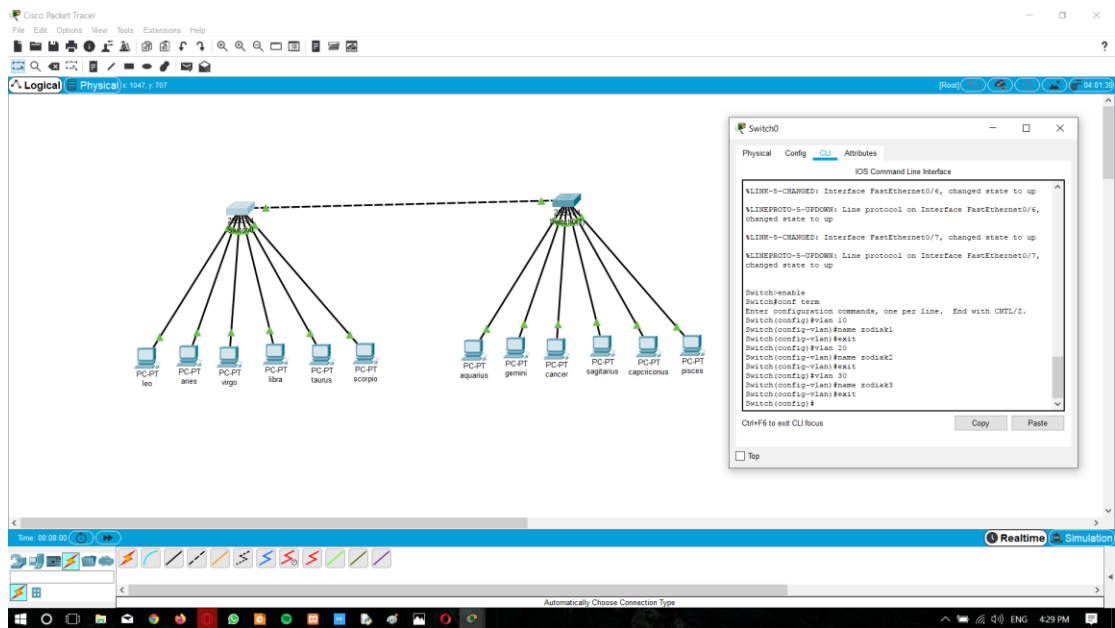 Cisco Packet Tracer
File Edit Options View Tools Extensions Help
?
Logical
Physical
x: 1047, y: 707
[Root]
04:01:30
PC-PT
leo
PC-PT
aries
PC-PT
virgo
PC-PT
libra
PC-PT
taurus
PC-PT
scorpio
PC-PT
aquarius
PC-PT
gemini
PC-PT
cancer
PC-PT
sagitarius
PC-PT
capcriconus
PC-PT
pisces
Switch0
Physical Config CLI Attributes
IOS Command Line Interface
%LINK-5-CHANGED: Interface FastEthernet0/6, changed state to up
%LINEPROTO-5-UPDOWN: Line protocol on Interface FastEthernet0/6,
changed state to up
%LINK-5-CHANGED: Interface FastEthernet0/7, changed state to up
%LINEPROTO-5-UPDOWN: Line protocol on Interface FastEthernet0/7,
changed state to up
Switch>enable
Switch#conf term
Enter configuration commands, one per line. End with CNTL/Z.
Switch(config)#vlan 10
Switch(config-vlan)#name zodiak1
Switch(config-vlan)#exit
Switch(config)#vlan 20
Switch(config-vlan)#name zodiak2
Switch(config-vlan)#exit
Switch(config)#vlan 30
Switch(config-vlan)#name zodiak3
Switch(config-vlan)#exit
Switch(config)#
Ctrl+F6 to exit CLI focus
Copy
Paste
Top
Time: 00:08:00
Realtime
Simulation
Automatically Choose Connection Type
ENG 4:29 PM